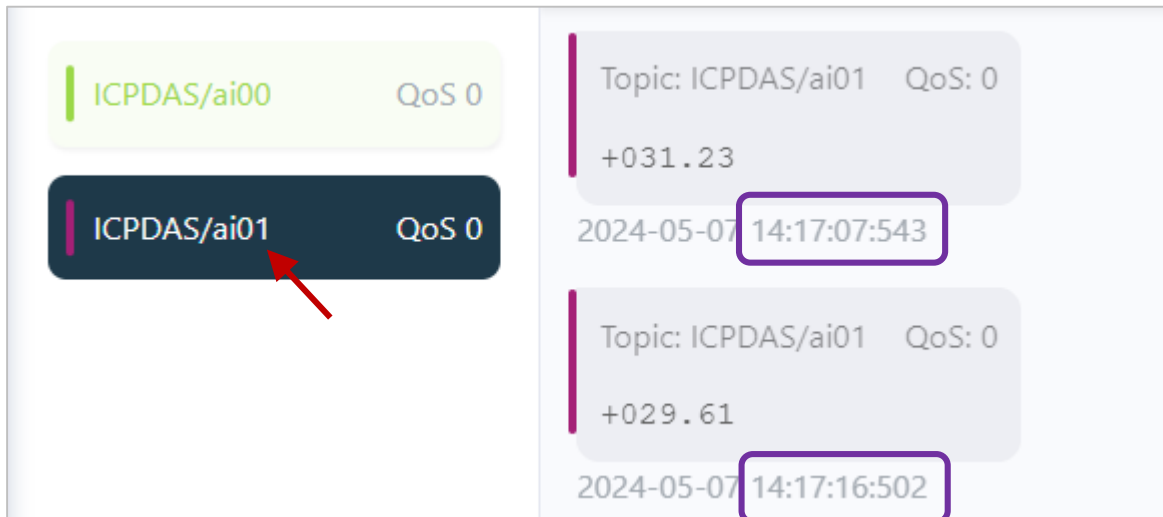 ICPDAS/ai00 QoS 0
ICPDAS/ai01 QoS 0
Topic: ICPDAS/ai01 QoS: 0
+031.23
2024-05-07 14:17:07:543
Topic: ICPDAS/ai01 QoS: 0
+029.61
2024-05-07 14:17:16:502